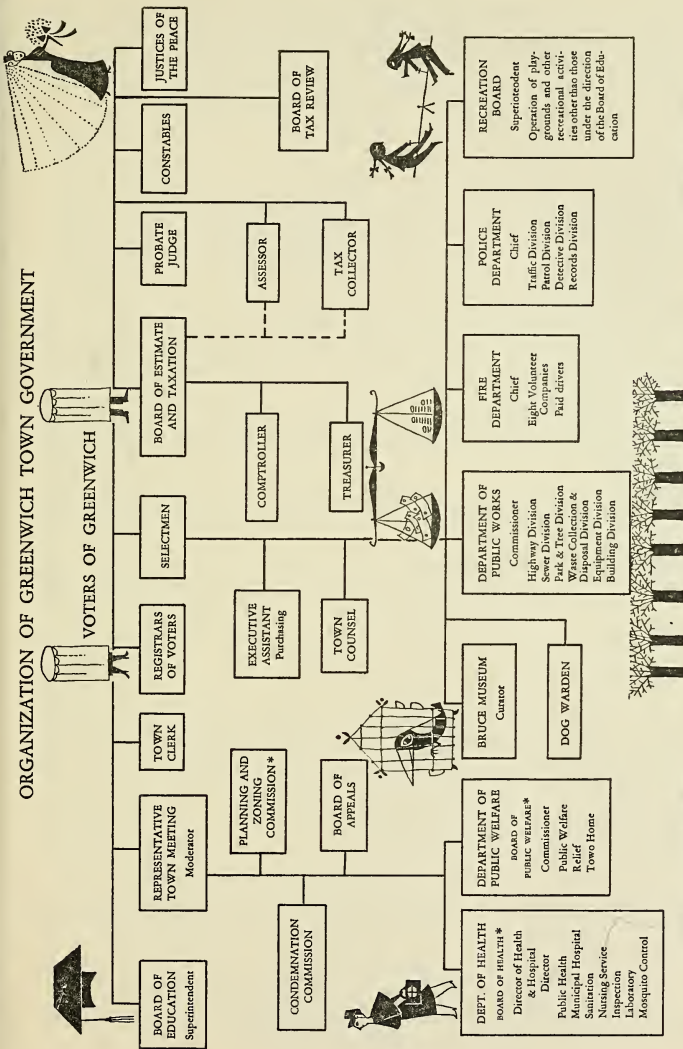 ORGANIZATION OF GREENWICH TOWN GOVERNMENT
VOTERS OF GREENWICH
BOARD OF
EDUCATION
Superintendent
REPRESENTATIVE
TOWN MEETING
Moderator
TOWN
CLERK
REGISTRARS
OF VOTERS
SELECTMEN
BOARD OF ESTIMATE
AND TAXATION
PROBATE
JUDGE
CONSTABLES
JUSTICES OF
THE PEACE
CONDEMNATION
COMMISSION
PLANNING AND
ZONING
COMMISSION*
BOARD OF
APPEALS
EXECUTIVE
ASSISTANT
Purchasing
TOWN
COUNSEL
COMPTROLLER
TREASURER
ASSESSOR
TAX
COLLECTOR
BOARD OF
TAX REVIEW
DEPT. OF HEALTH
BOARD OF HEALTH*
Director of Health
& Hospital
Director
Public Health
Municipal Hospital
Sanitation
Nursing Service
Inspection
Laboratory
Mosquito Control
DEPARTMENT OF
PUBLIC WELFARE
BOARD OF
PUBLIC WELFARE*
Commissioner
Public Welfare
Relief
Towo Home
BRUCE MUSEUM
Curator
DOG WARDEN
DEPARTMENT OF
PUBLIC WORKS
Commissioner
Highway Division
Sewer Division
Park & Tree Division
Waste Collection &
Disposal Division
Equipment Division
Building Division
FIRE
DEPARTMENT
Chief
Eight Volunteer
Companies
Paid drivers
POLICE
DEPARTMENT
Chief
Traffic Division
Patrol Division
Detective Division
Records Division
RECREATION
BOARD
Superioteodent
Operation of play-
grounds and other
recreational activi-
ties other than those
under the direction
of the Board of Edu-
cation